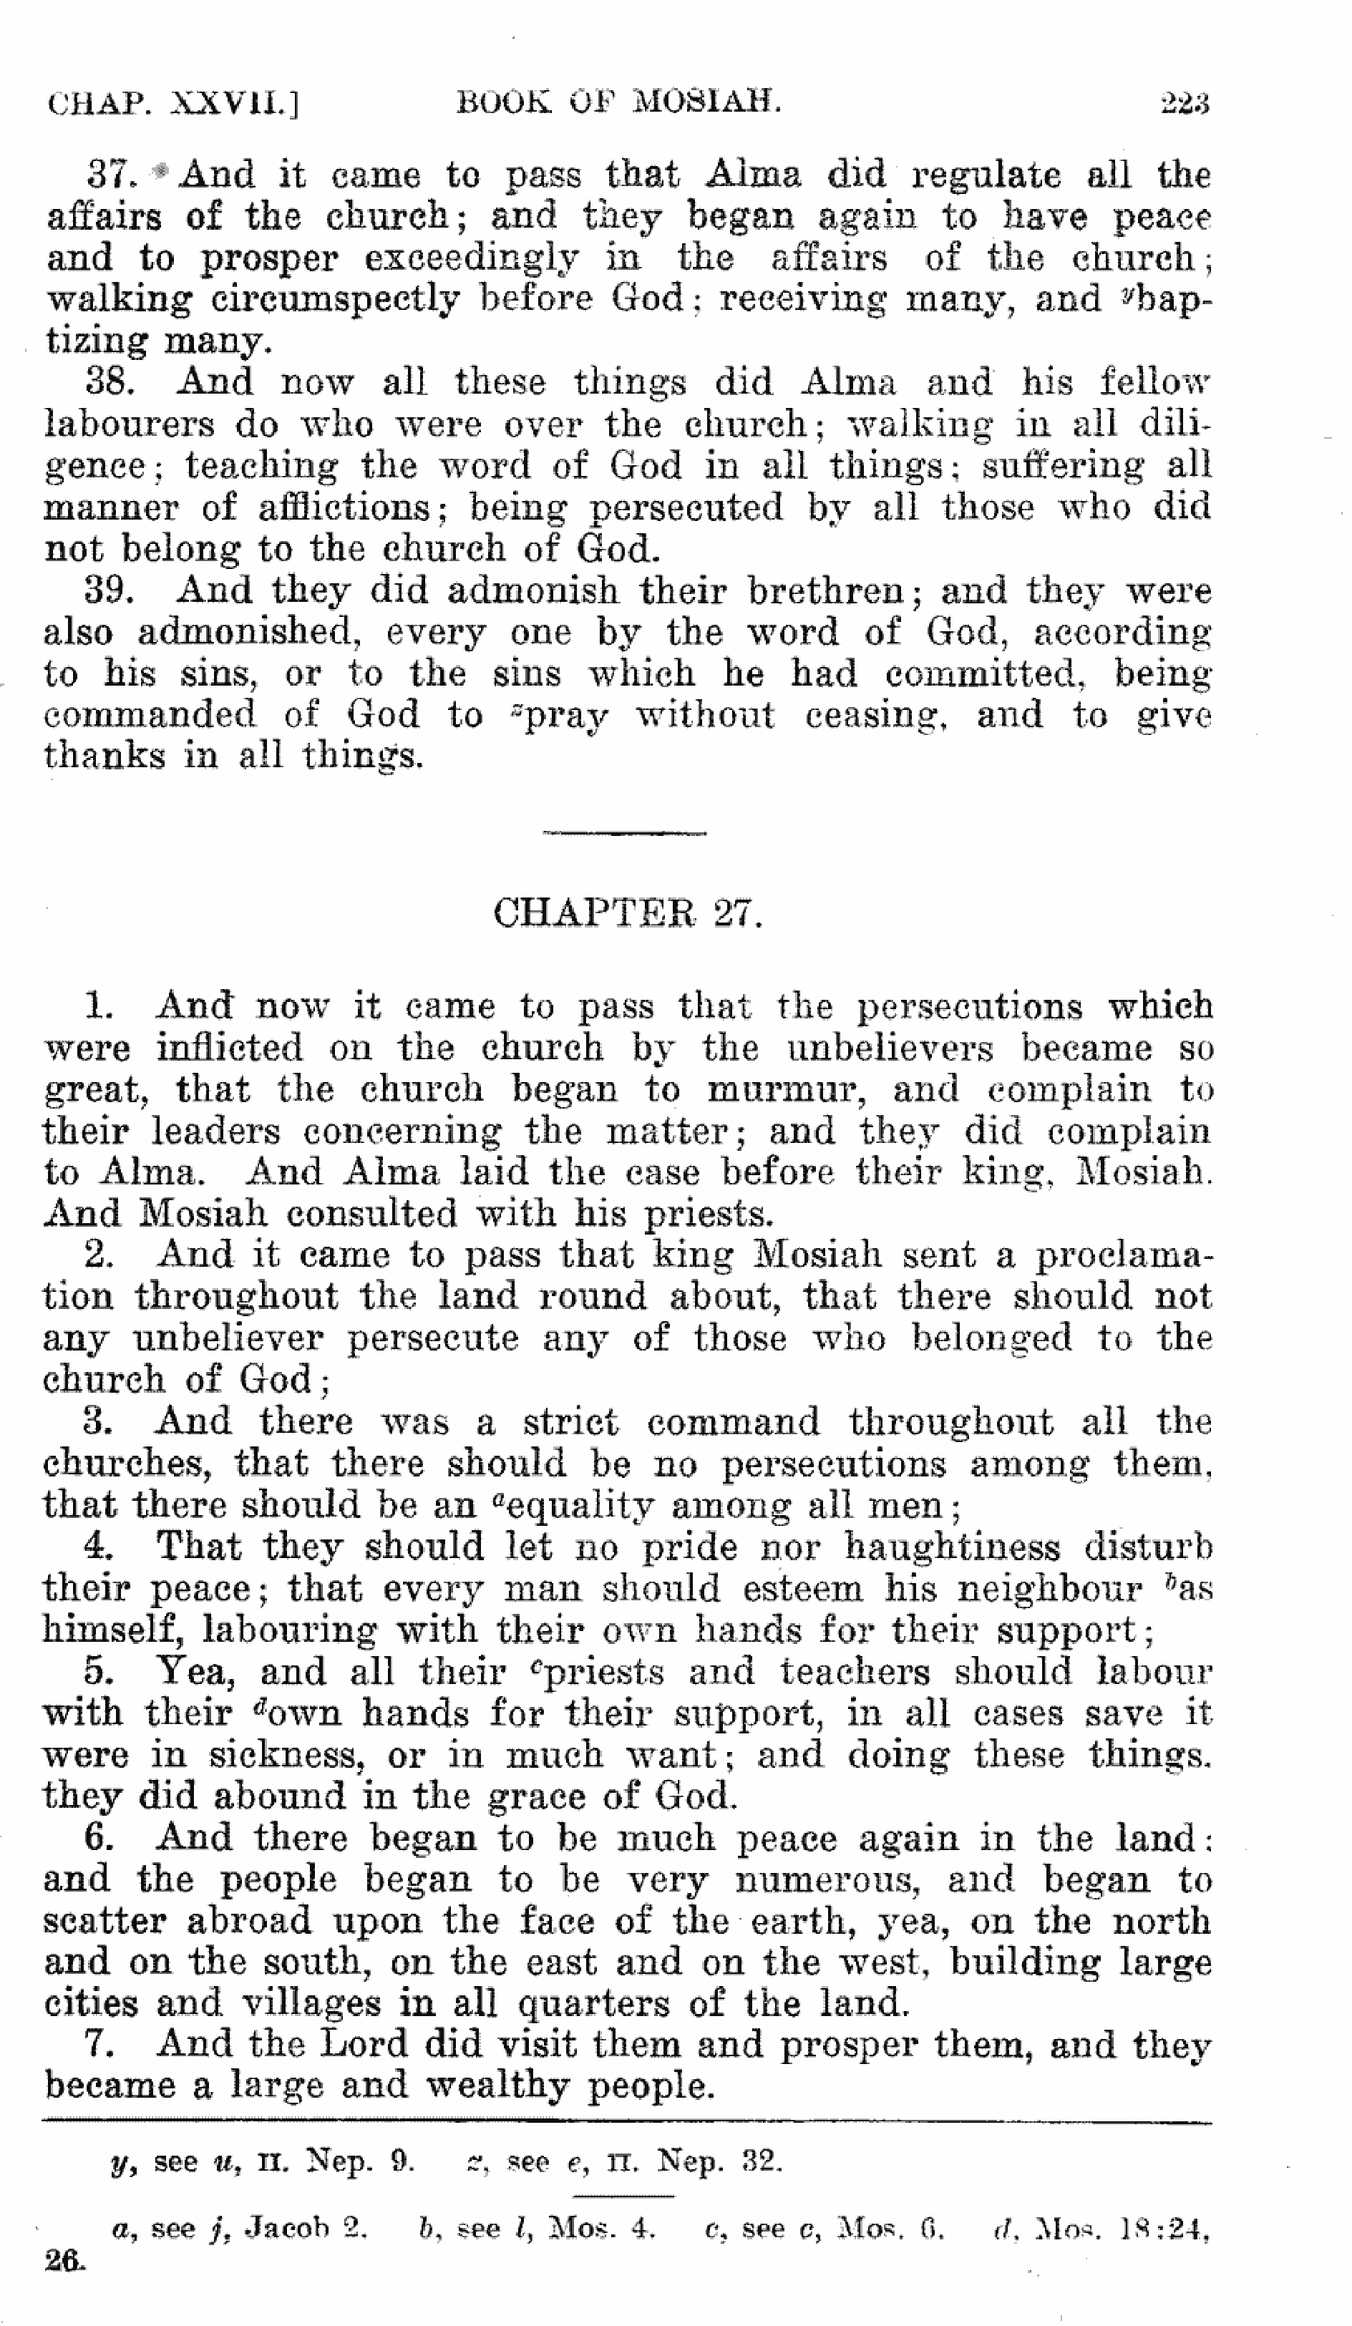 CHAP. XXVII.] BOOK OF MOSIAH. 223
37. And it came to pass that Alma did regulate all the
affairs of the church; and they began again to have peace
and to prosper exceedingly in the affairs of the church;
walking circumspectly before God; receiving many, and ʸbap-
tizing many.
38. And now all these things did Alma and his fellow
labourers do who were over the church; walking in all dili-
gence; teaching the word of God in all things; suffering all
manner of afflictions; being persecuted by all those who did
not belong to the church of God.
39. And they did admonish their brethren; and they were
also admonished, every one by the word of God, according
to his sins, or to the sins which he had committed, being
commanded of God to ᶻpray without ceasing, and to give
thanks in all things.
CHAPTER 27.
1. And now it came to pass that the persecutions which
were inflicted on the church by the unbelievers became so
great, that the church began to murmur, and complain to
their leaders concerning the matter; and they did complain
to Alma. And Alma laid the case before their king, Mosiah.
And Mosiah consulted with his priests.
2. And it came to pass that king Mosiah sent a proclama-
tion throughout the land round about, that there should not
any unbeliever persecute any of those who belonged to the
church of God;
3. And there was a strict command throughout all the
churches, that there should be no persecutions among them,
that there should be an ᵃequality among all men;
4. That they should let no pride nor haughtiness disturb
their peace; that every man should esteem his neighbour ᵇas
himself, labouring with their own hands for their support;
5. Yea, and all their ᶜpriests and teachers should labour
with their ᵈown hands for their support, in all cases save it
were in sickness, or in much want; and doing these things,
they did abound in the grace of God.
6. And there began to be much peace again in the land;
and the people began to be very numerous, and began to
scatter abroad upon the face of the earth, yea, on the north
and on the south, on the east and on the west, building large
cities and villages in all quarters of the land.
7. And the Lord did visit them and prosper them, and they
became a large and wealthy people.
y, see u, II. Nep. 9. z, see e, II. Nep. 32.
a, see j, Jacob 2. b, see l, Mos. 4. c, see c, Mos. 6. d, Mos. 18:24,
26.